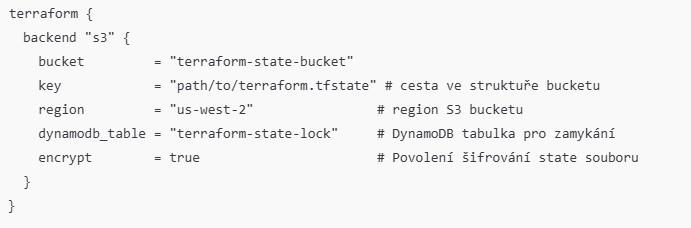 terraform {
  backend "s3" {
    bucket         = "terraform-state-bucket"
    key            = "path/to/terraform.tfstate" # cesta ve struktuře bucketu
    region         = "us-west-2"                # region S3 bucketu
    dynamodb_table = "terraform-state-lock"     # DynamoDB tabulka pro zamykání
    encrypt        = true                       # Povolení šifrování state souboru
  }
}